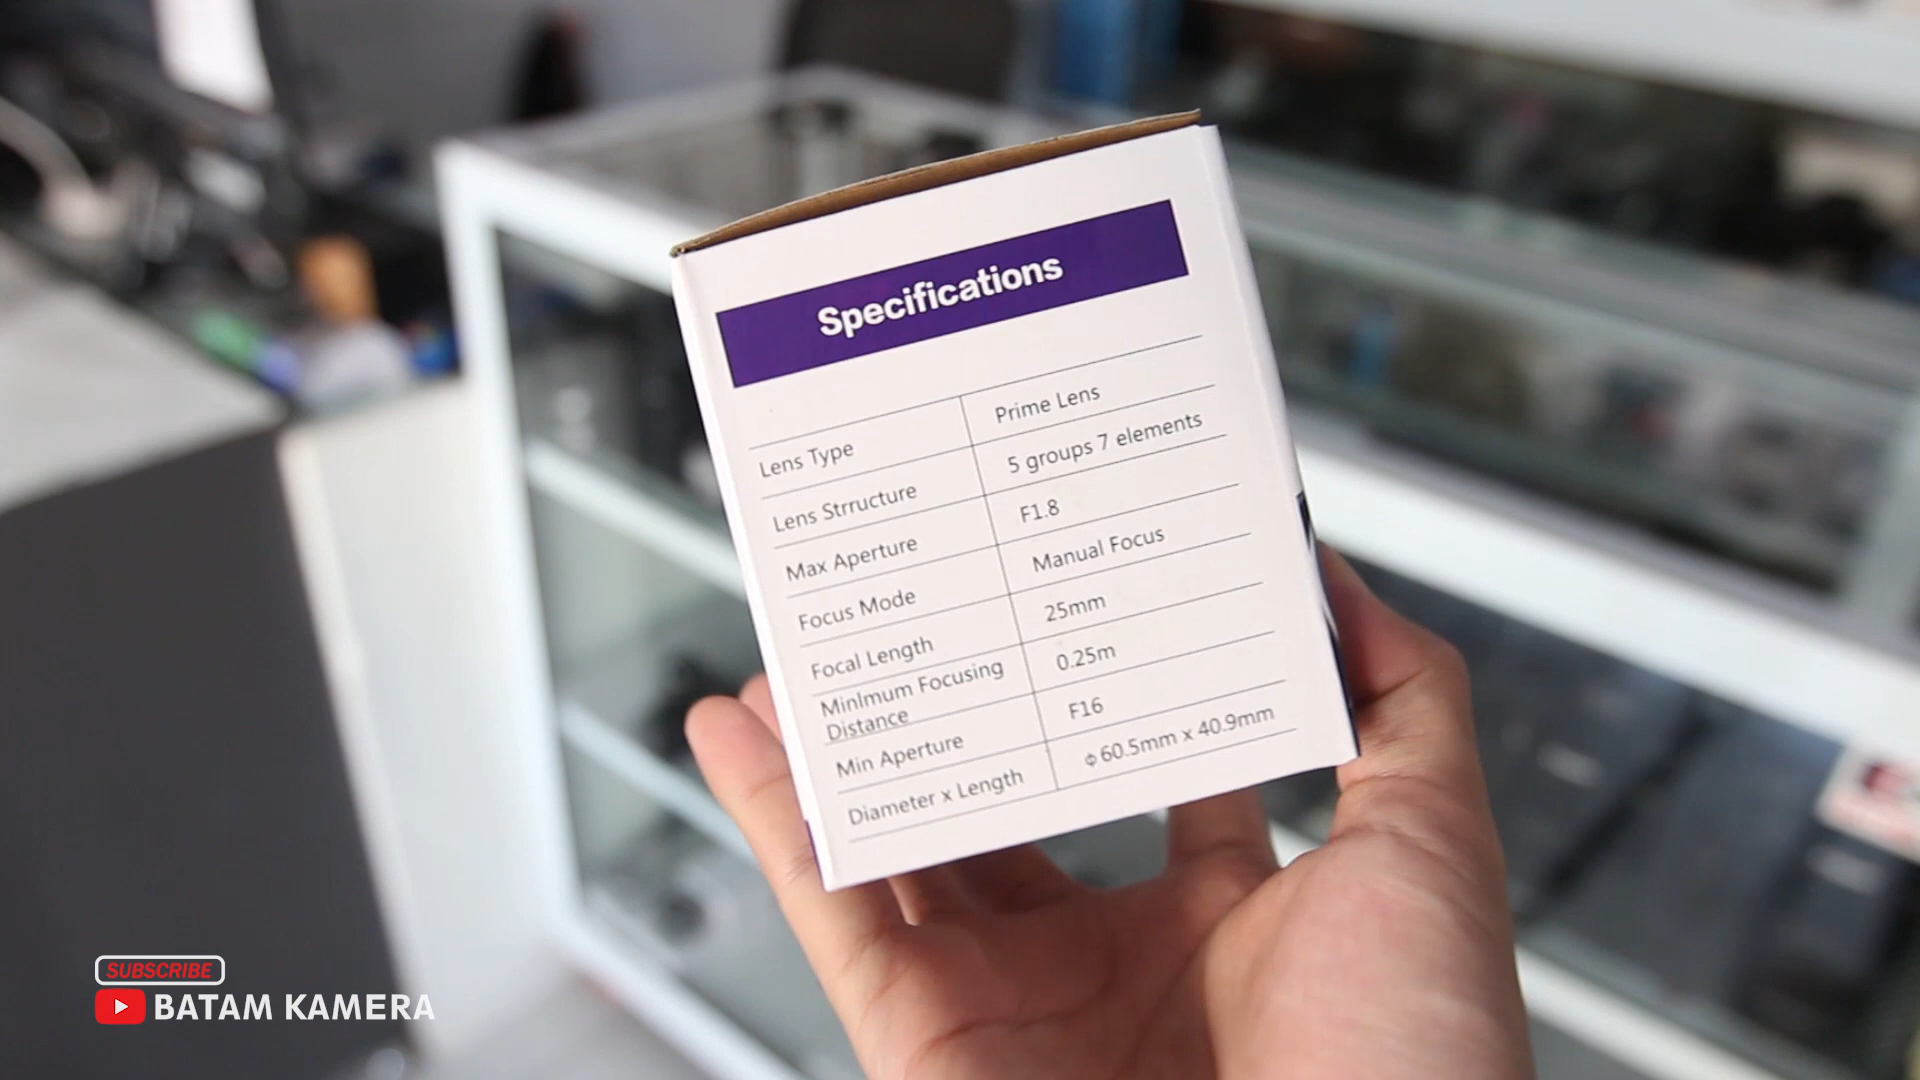 Specifications
Lens Type Prime Lens
Lens Strructure 5 groups 7 elements
Max Aperture F1.8
Focus Mode Manual Focus
Focal Length 25mm
Minlmum Focusing
Distance 0.25m
Min Aperture F16
Diameter x Length ϕ 60.5mm x 40.9mm
SUBSCRIBE
BATAM KAMERA